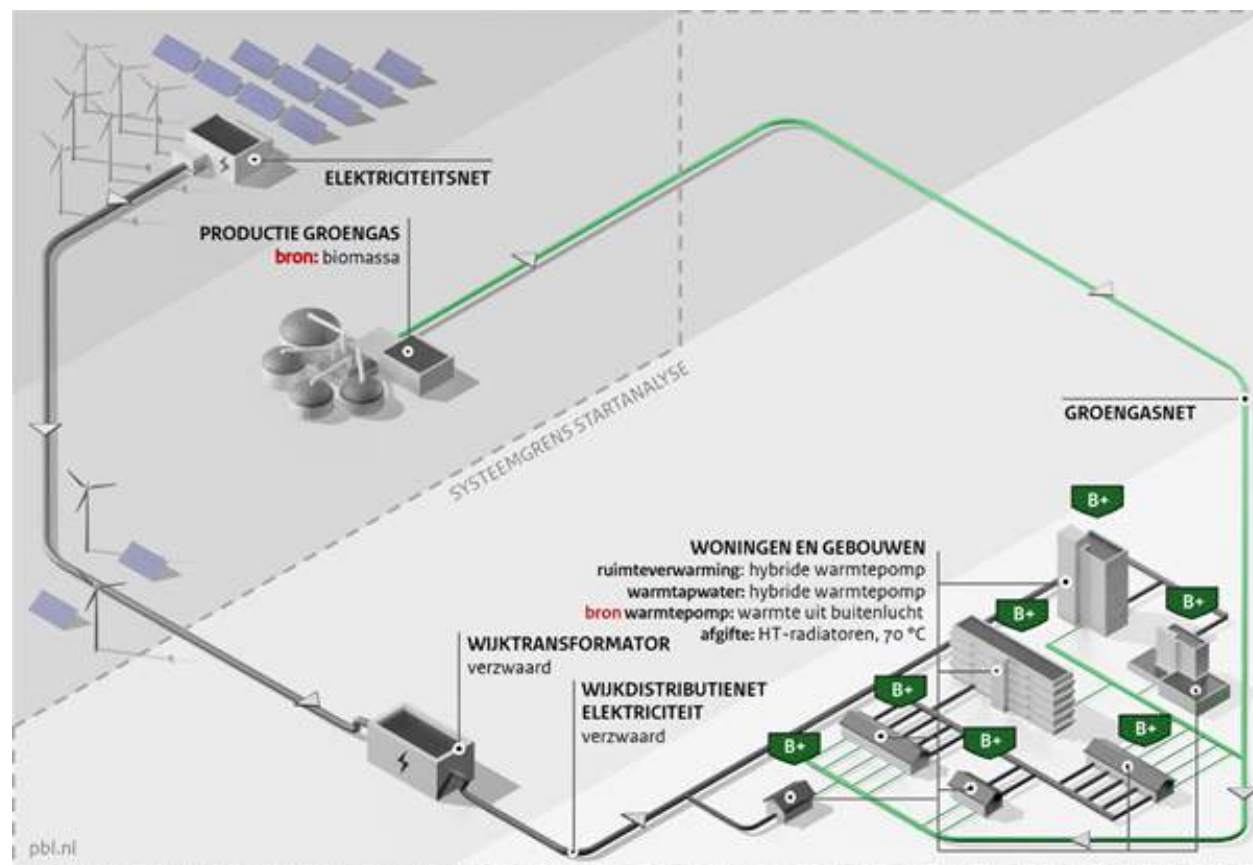 ELEKTRICITEITSNET
PRODUCTIE GROENGAS
bron: biomassa
SYSTEEMGRENS STARTANALYSE
GROENGASNET
B+
WONINGEN EN GEBOUWEN
ruimteverwarming: hybride warmtepomp
warmtapwater: hybride warmtepomp
bron warmtepomp: warmte uit buitenlucht
afgifte: HT-radiatoren, 70 °C
B+
B+
WIJKTRANSFORMATOR
verzwaard
WIJKDISTRIBUTIENET
ELEKTRICITEIT
verzwaard
B+
B+
B+
B+
pbl.nl